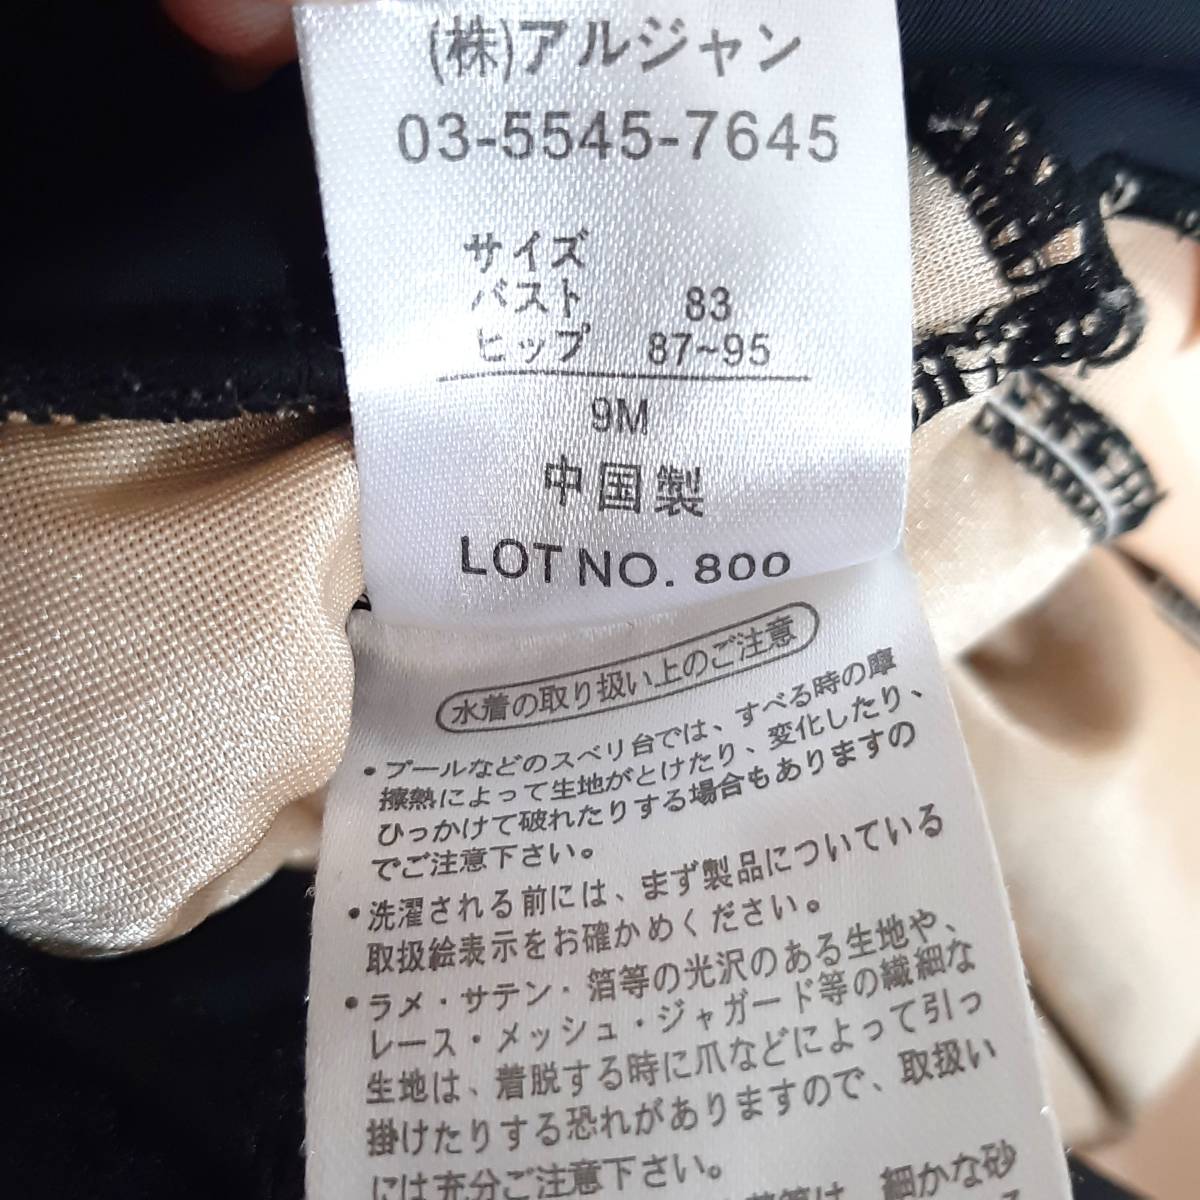 (株)アルジャン
03-5545-7645
サイズ
バスト 83
ヒップ 87~95
9M
中国製
LOT NO. 800
水着の取り扱い上のご注意
・プールなどのスベリ台では、すべる時の摩
擦熱によって生地がとけたり、変化したり、
ひっかけて破れたりする場合もありますの
でご注意下さい。
・洗濯される前には、まず製品についている
取扱絵表示をお確かめください。
・ラメ・サテン・箔等の光沢のある生地や、
レース・メッシュ・ジャガード等の繊細な
生地は、着脱する時に爪などによって引っ
掛けたりする恐れがありますので、取扱い
には充分ご注意下さい。
は、細かな砂